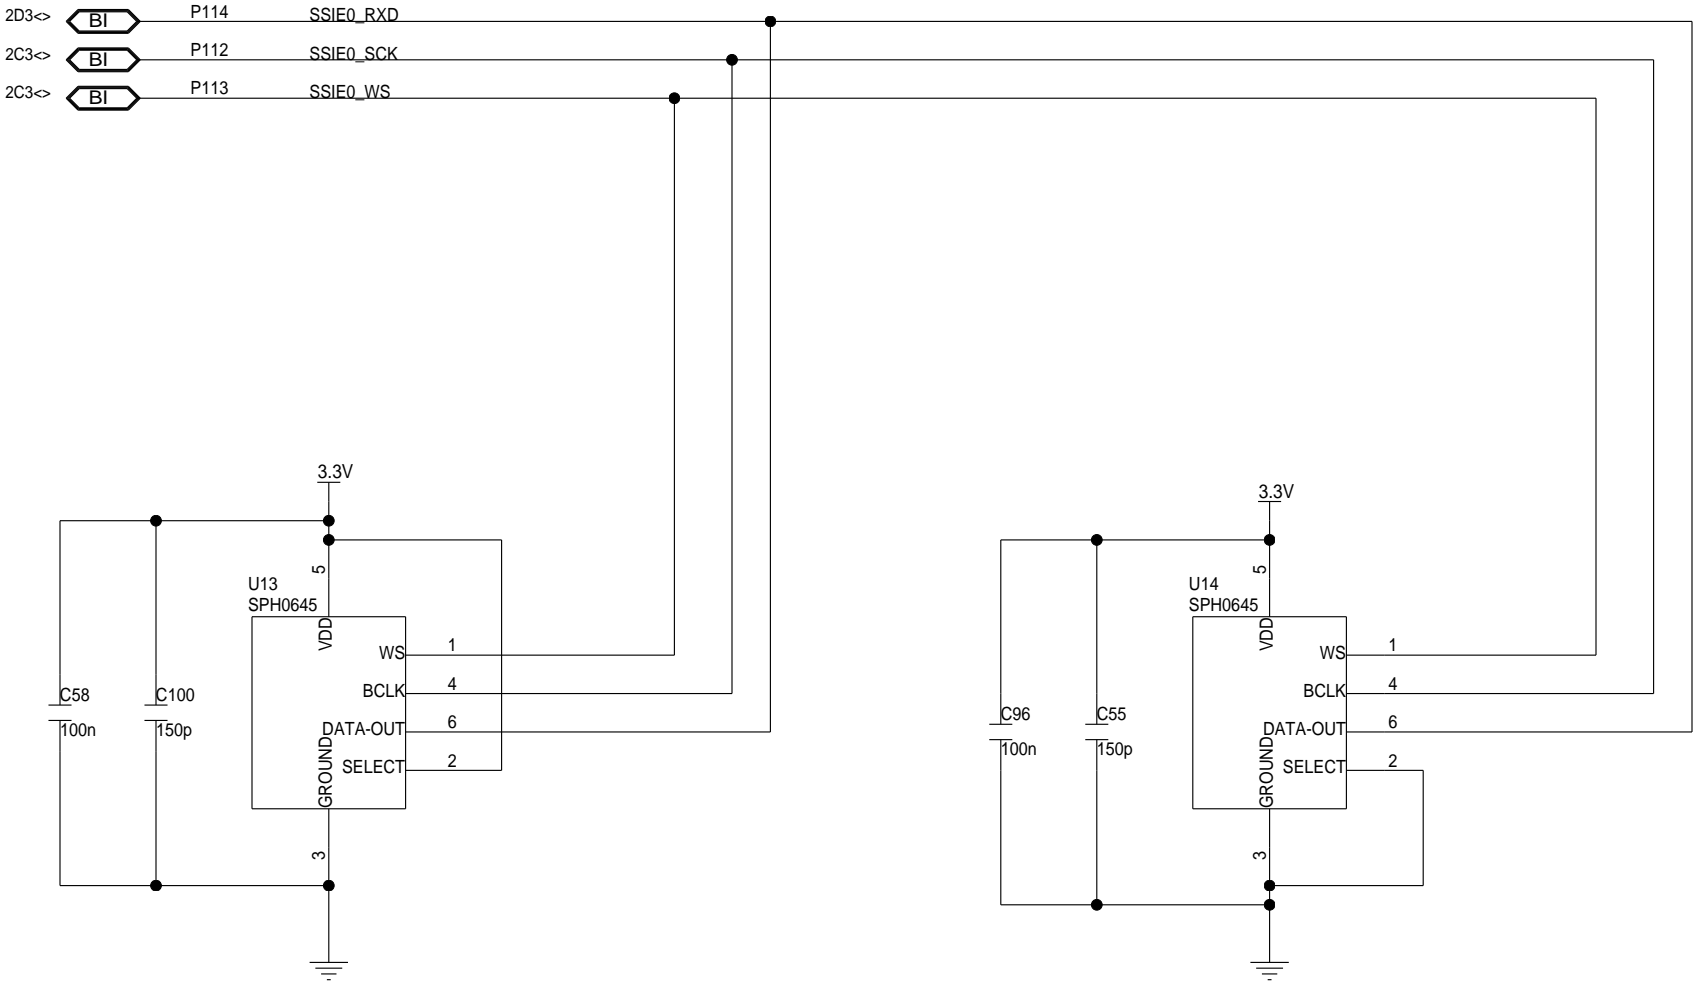 2D3<> BI P114 SSIE0_RXD
2C3<> BI P112 SSIE0_SCK
2C3<> BI P113 SSIE0_WS
3.3V
5
U13
SPH0645
VDD
WS 1
BCLK 4
DATA-OUT 6
SELECT 2
GROUND
3
C58
100n
C100
150p
3.3V
5
U14
SPH0645
VDD
WS 1
BCLK 4
DATA-OUT 6
SELECT 2
GROUND
3
C96
100n
C55
150p